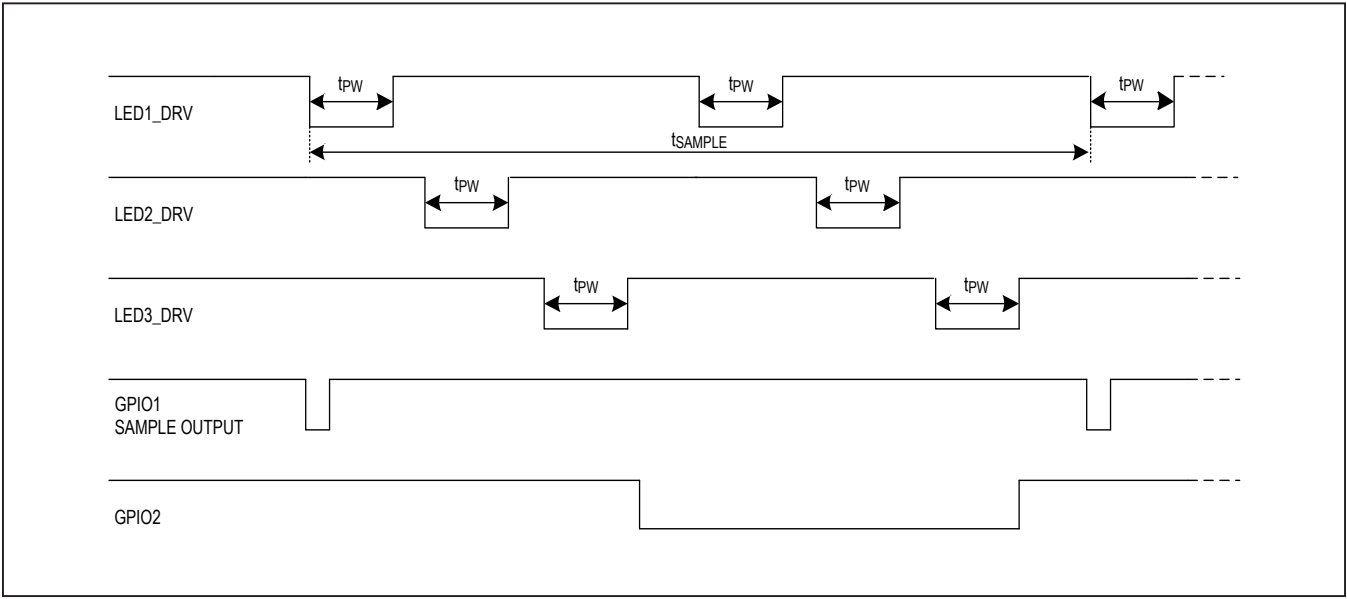 tPW tPW tPW
LED1_DRV
tSAMPLE
tPW tPW
LED2_DRV
tPW tPW
LED3_DRV
GPIO1
SAMPLE OUTPUT
GPIO2